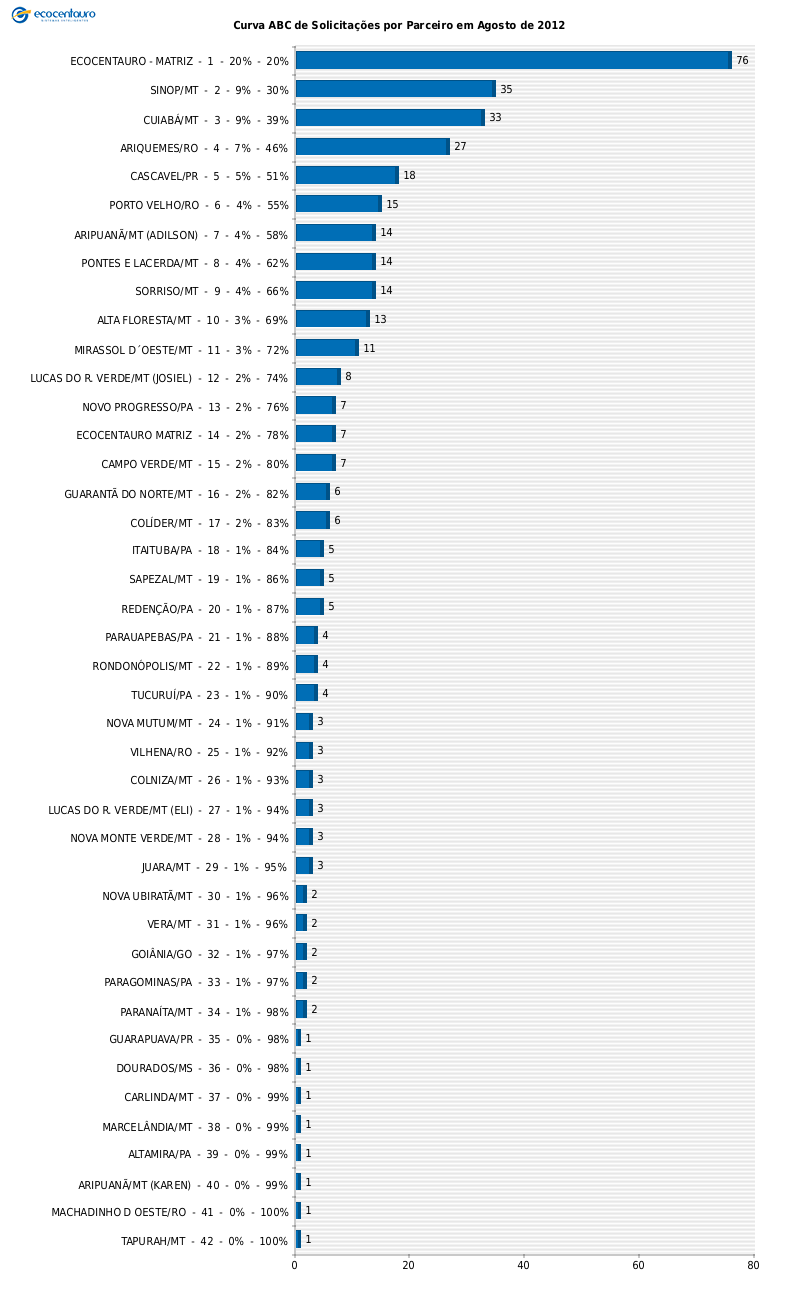 ecocentauro
Curva ABC de Solicitações por Parceiro em Agosto de 2012
ECOCENTAURO - MATRIZ - 1 - 20% - 20% 76
SINOP/MT - 2 - 9% - 30% 35
CUIABÁ/MT - 3 - 9% - 39% 33
ARIQUEMES/RO - 4 - 7% - 46% 27
CASCAVEL/PR - 5 - 5% - 51% 18
PORTO VELHO/RO - 6 - 4% - 55% 15
ARIPUANÃ/MT (ADILSON) - 7 - 4% - 58% 14
PONTES E LACERDA/MT - 8 - 4% - 62% 14
SORRISO/MT - 9 - 4% - 66% 14
ALTA FLORESTA/MT - 10 - 3% - 69% 13
MIRASSOL D´OESTE/MT - 11 - 3% - 72% 11
LUCAS DO R. VERDE/MT (JOSIEL) - 12 - 2% - 74% 8
NOVO PROGRESSO/PA - 13 - 2% - 76% 7
ECOCENTAURO MATRIZ - 14 - 2% - 78% 7
CAMPO VERDE/MT - 15 - 2% - 80% 7
GUARANTÃ DO NORTE/MT - 16 - 2% - 82% 6
COLÍDER/MT - 17 - 2% - 83% 6
ITAITUBA/PA - 18 - 1% - 84% 5
SAPEZAL/MT - 19 - 1% - 86% 5
REDENÇÃO/PA - 20 - 1% - 87% 5
PARAUAPEBAS/PA - 21 - 1% - 88% 4
RONDONÓPOLIS/MT - 22 - 1% - 89% 4
TUCURUÍ/PA - 23 - 1% - 90% 4
NOVA MUTUM/MT - 24 - 1% - 91% 3
VILHENA/RO - 25 - 1% - 92% 3
COLNIZA/MT - 26 - 1% - 93% 3
LUCAS DO R. VERDE/MT (ELI) - 27 - 1% - 94% 3
NOVA MONTE VERDE/MT - 28 - 1% - 94% 3
JUARA/MT - 29 - 1% - 95% 3
NOVA UBIRATÃ/MT - 30 - 1% - 96% 2
VERA/MT - 31 - 1% - 96% 2
GOIÂNIA/GO - 32 - 1% - 97% 2
PARAGOMINAS/PA - 33 - 1% - 97% 2
PARANAÍTA/MT - 34 - 1% - 98% 2
GUARAPUAVA/PR - 35 - 0% - 98% 1
DOURADOS/MS - 36 - 0% - 98% 1
CARLINDA/MT - 37 - 0% - 99% 1
MARCELÂNDIA/MT - 38 - 0% - 99% 1
ALTAMIRA/PA - 39 - 0% - 99% 1
ARIPUANÃ/MT (KAREN) - 40 - 0% - 99% 1
MACHADINHO D OESTE/RO - 41 - 0% - 100% 1
TAPURAH/MT - 42 - 0% - 100% 1
0 20 40 60 80